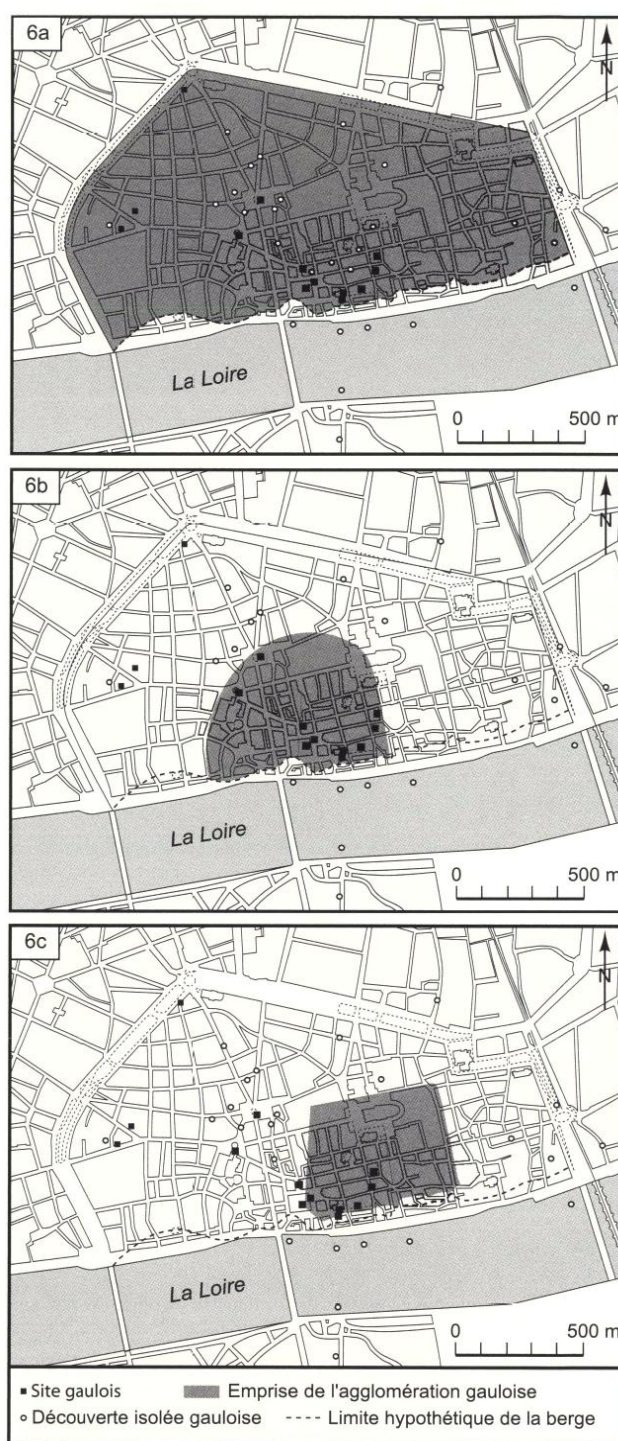 6a
N
La Loire
0 500 m
6b
N
La Loire
0 500 m
6c
N
La Loire
0 500 m
Site gaulois
Emprise de l'agglomération gauloise
Découverte isolée gauloise
Limite hypothétique de la berge